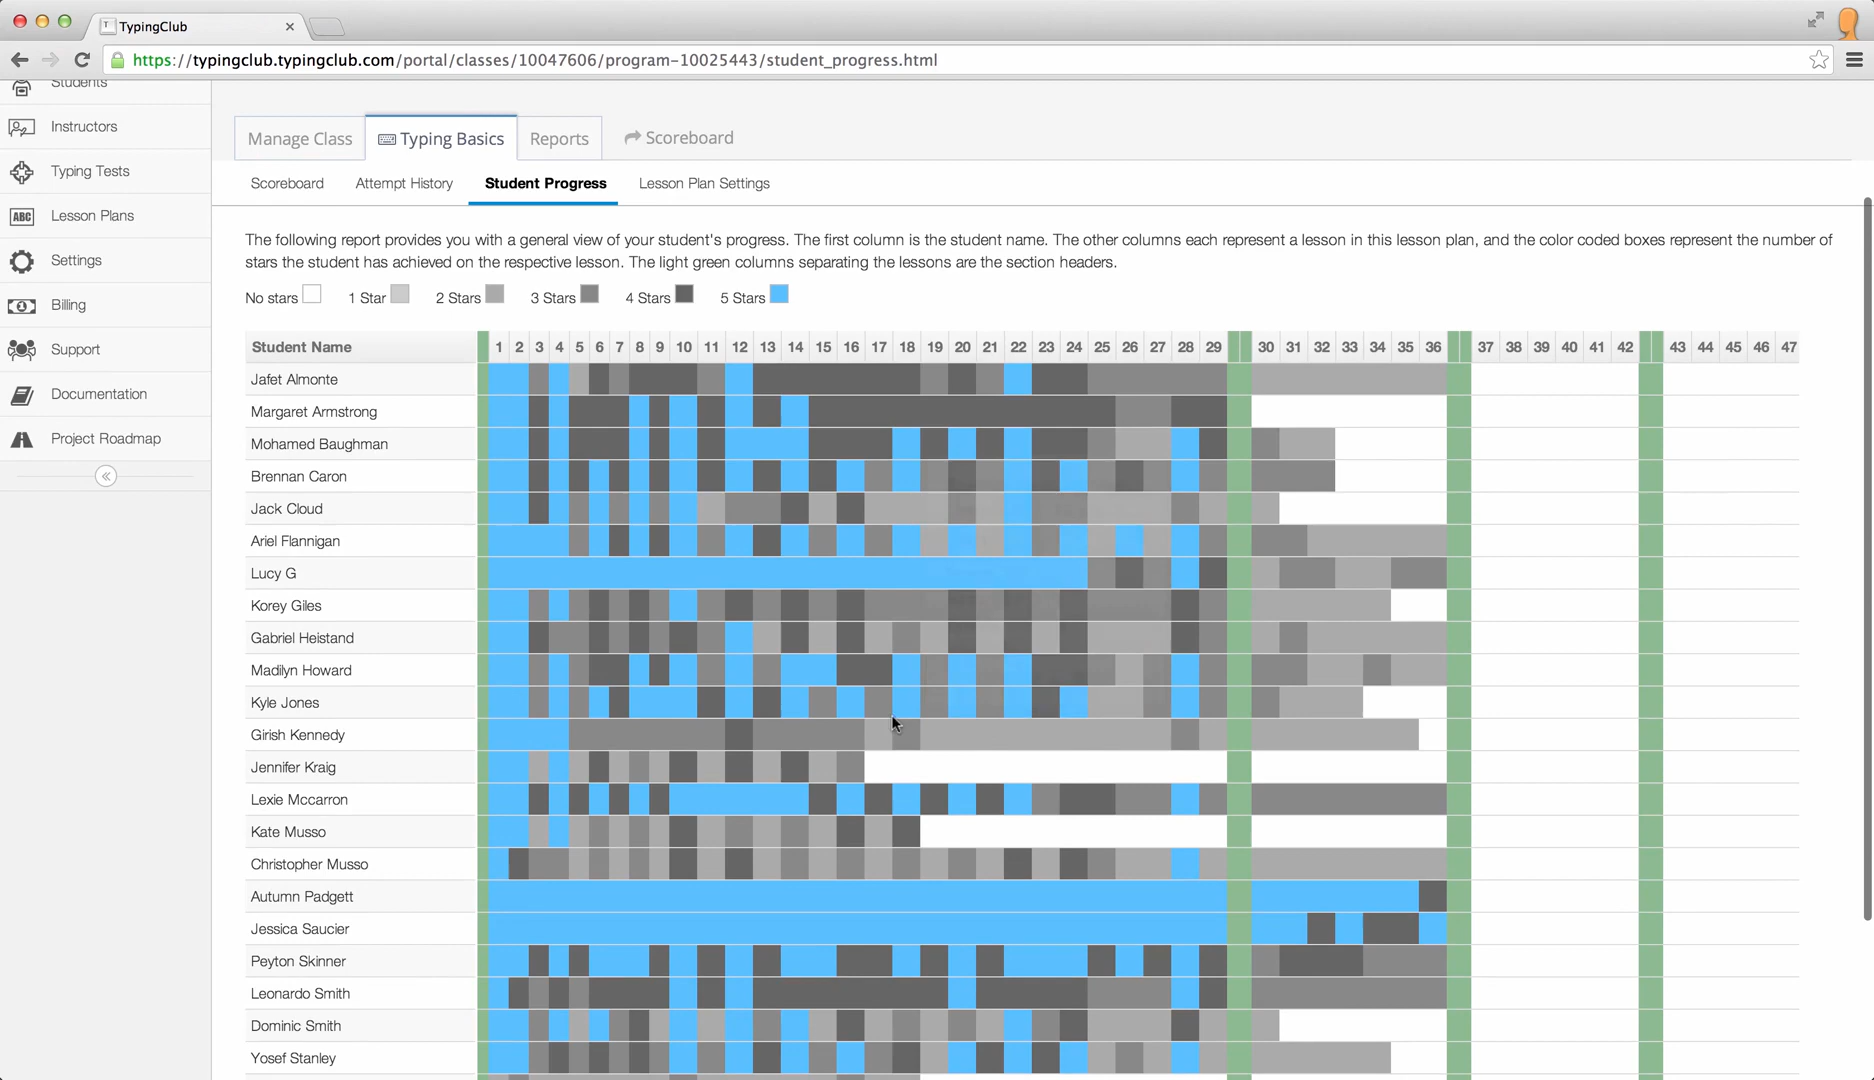 TypingClub
https://typingclub.typingclub.com/portal/classes/10047606/program-10025443/student_progress.html
Students
Instructors
Typing Tests
ABC Lesson Plans
Settings
Billing
Support
Documentation
Project Roadmap
Manage Class Typing Basics Reports Scoreboard
Scoreboard Attempt History Student Progress Lesson Plan Settings
The following report provides you with a general view of your student's progress. The first column is the student name. The other columns each represent a lesson in this lesson plan, and the color coded boxes represent the number of
stars the student has achieved on the respective lesson. The light green columns separating the lessons are the section headers.
No stars 1 Star 2 Stars 3 Stars 4 Stars 5 Stars
Student Name 1 2 3 4 5 6 7 8 9 10 11 12 13 14 15 16 17 18 19 20 21 22 23 24 25 26 27 28 29 30 31 32 33 34 35 36 37 38 39 40 41 42 43 44 45 46 47
Jafet Almonte
Margaret Armstrong
Mohamed Baughman
Brennan Caron
Jack Cloud
Ariel Flannigan
Lucy G
Korey Giles
Gabriel Heistand
Madilyn Howard
Kyle Jones
Girish Kennedy
Jennifer Kraig
Lexie Mccarron
Kate Musso
Christopher Musso
Autumn Padgett
Jessica Saucier
Peyton Skinner
Leonardo Smith
Dominic Smith
Yosef Stanley